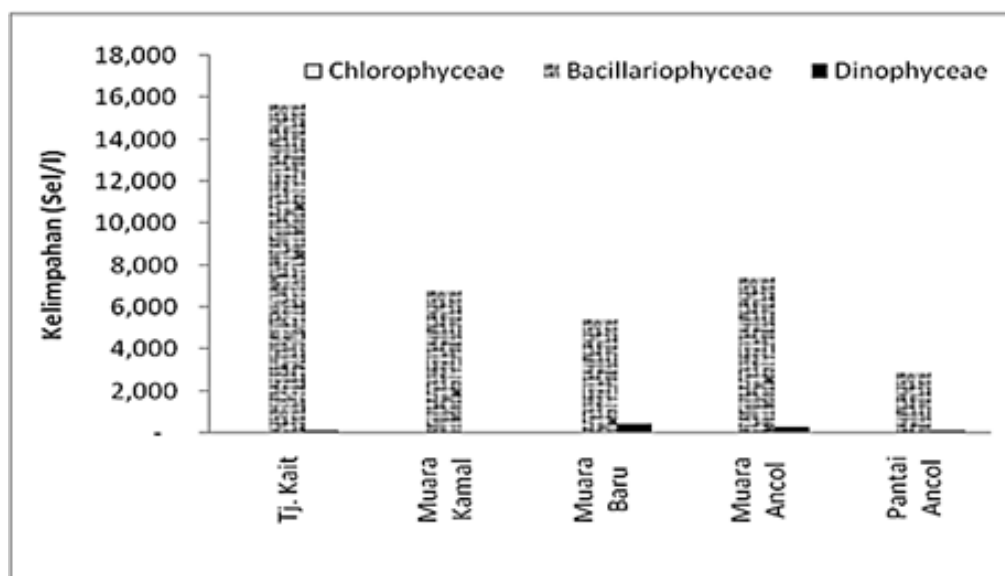 18,000
16,000
14,000
12,000
10,000
8,000
6,000
4,000
2,000
-
Kelimpahan (Sel/l)
Chlorophyceae Bacillariophyceae Dinophyceae
Tj. Kait
Muara
Kamal
Muara
Baru
Muara
Ancol
Pantai
Ancol